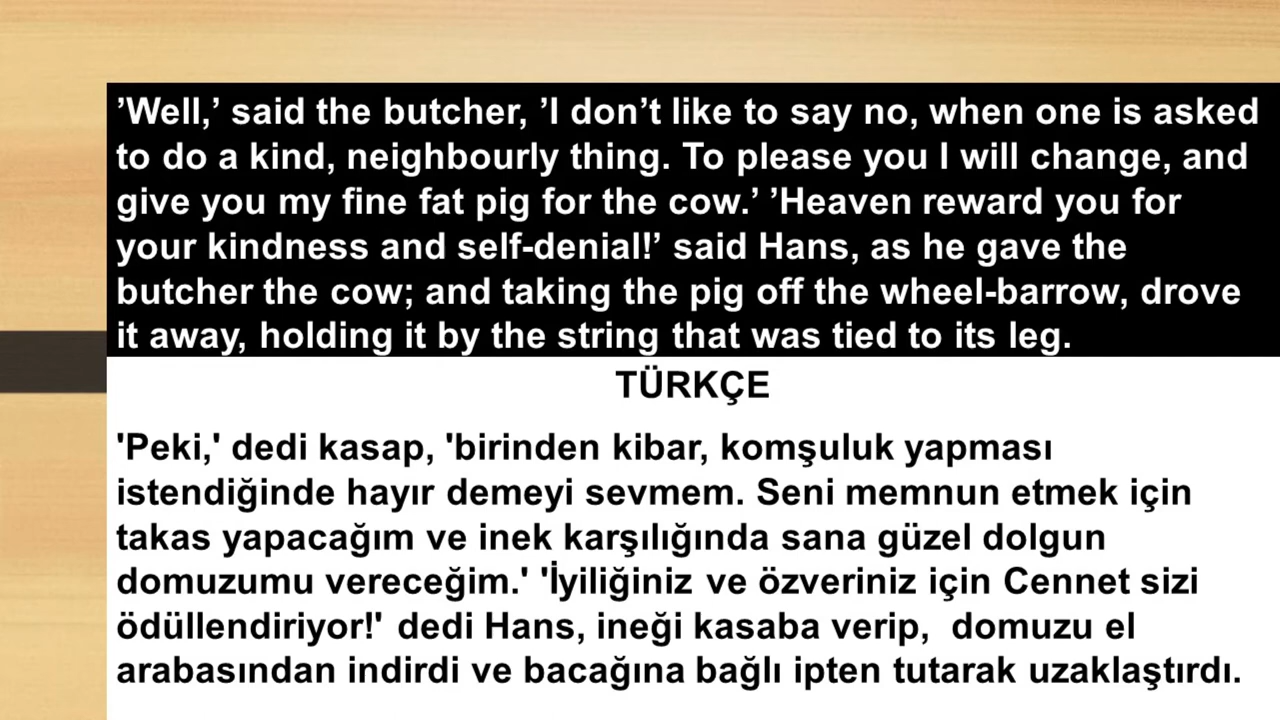 ’Well,’ said the butcher, ’I don’t like to say no, when one is asked
to do a kind, neighbourly thing. To please you I will change, and
give you my fine fat pig for the cow.’ ’Heaven reward you for
your kindness and self-denial!’ said Hans, as he gave the
butcher the cow; and taking the pig off the wheel-barrow, drove
it away, holding it by the string that was tied to its leg.
TÜRKÇE
'Peki,' dedi kasap, 'birinden kibar, komşuluk yapması
istendiğinde hayır demeyi sevmem. Seni memnun etmek için
takas yapacağım ve inek karşılığında sana güzel dolgun
domuzumu vereceğim.' 'İyiliğiniz ve özveriniz için Cennet sizi
ödüllendiriyor!' dedi Hans, ineği kasaba verip,  domuzu el
arabasından indirdi ve bacağına bağlı ipten tutarak uzaklaştırdı.